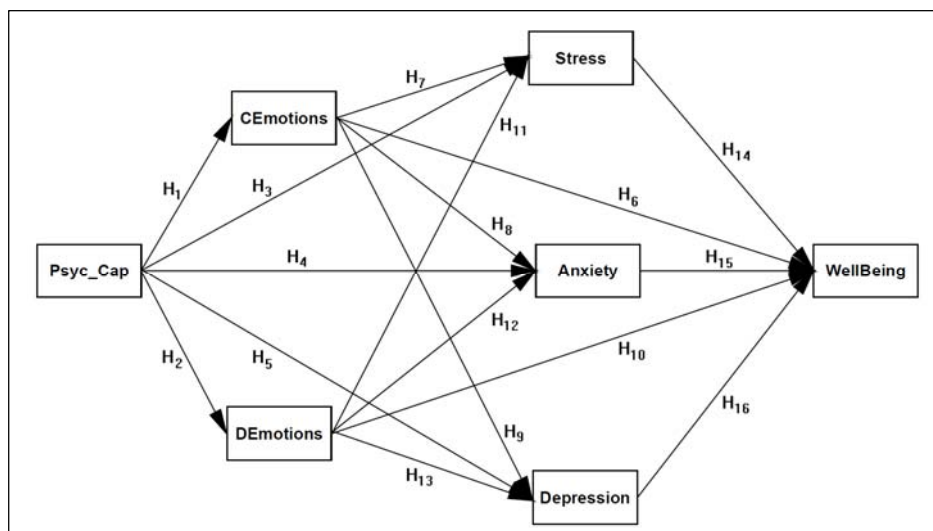 Stress
H7
CEmotions
H11
H14
H1
H3
H6
H8
Psyc_Cap
H4
Anxiety
H15
WellBeing
H12
H2
H5
H10
DEmotions
H16
H9
H13
Depression